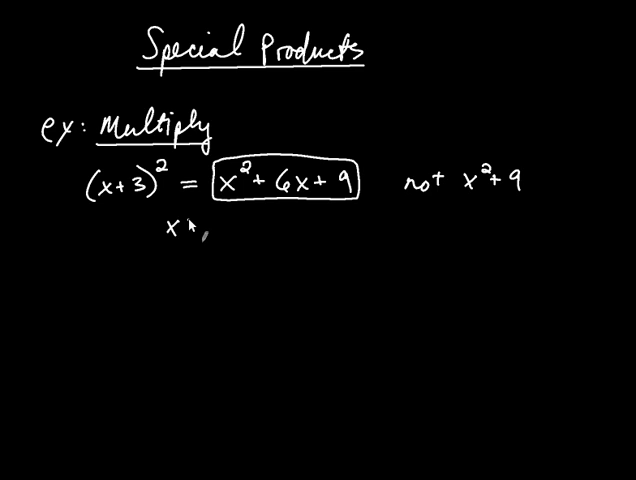 Special Products
ex: Multiply
(x+3)² = x² + 6x + 9 not x² + 9
x